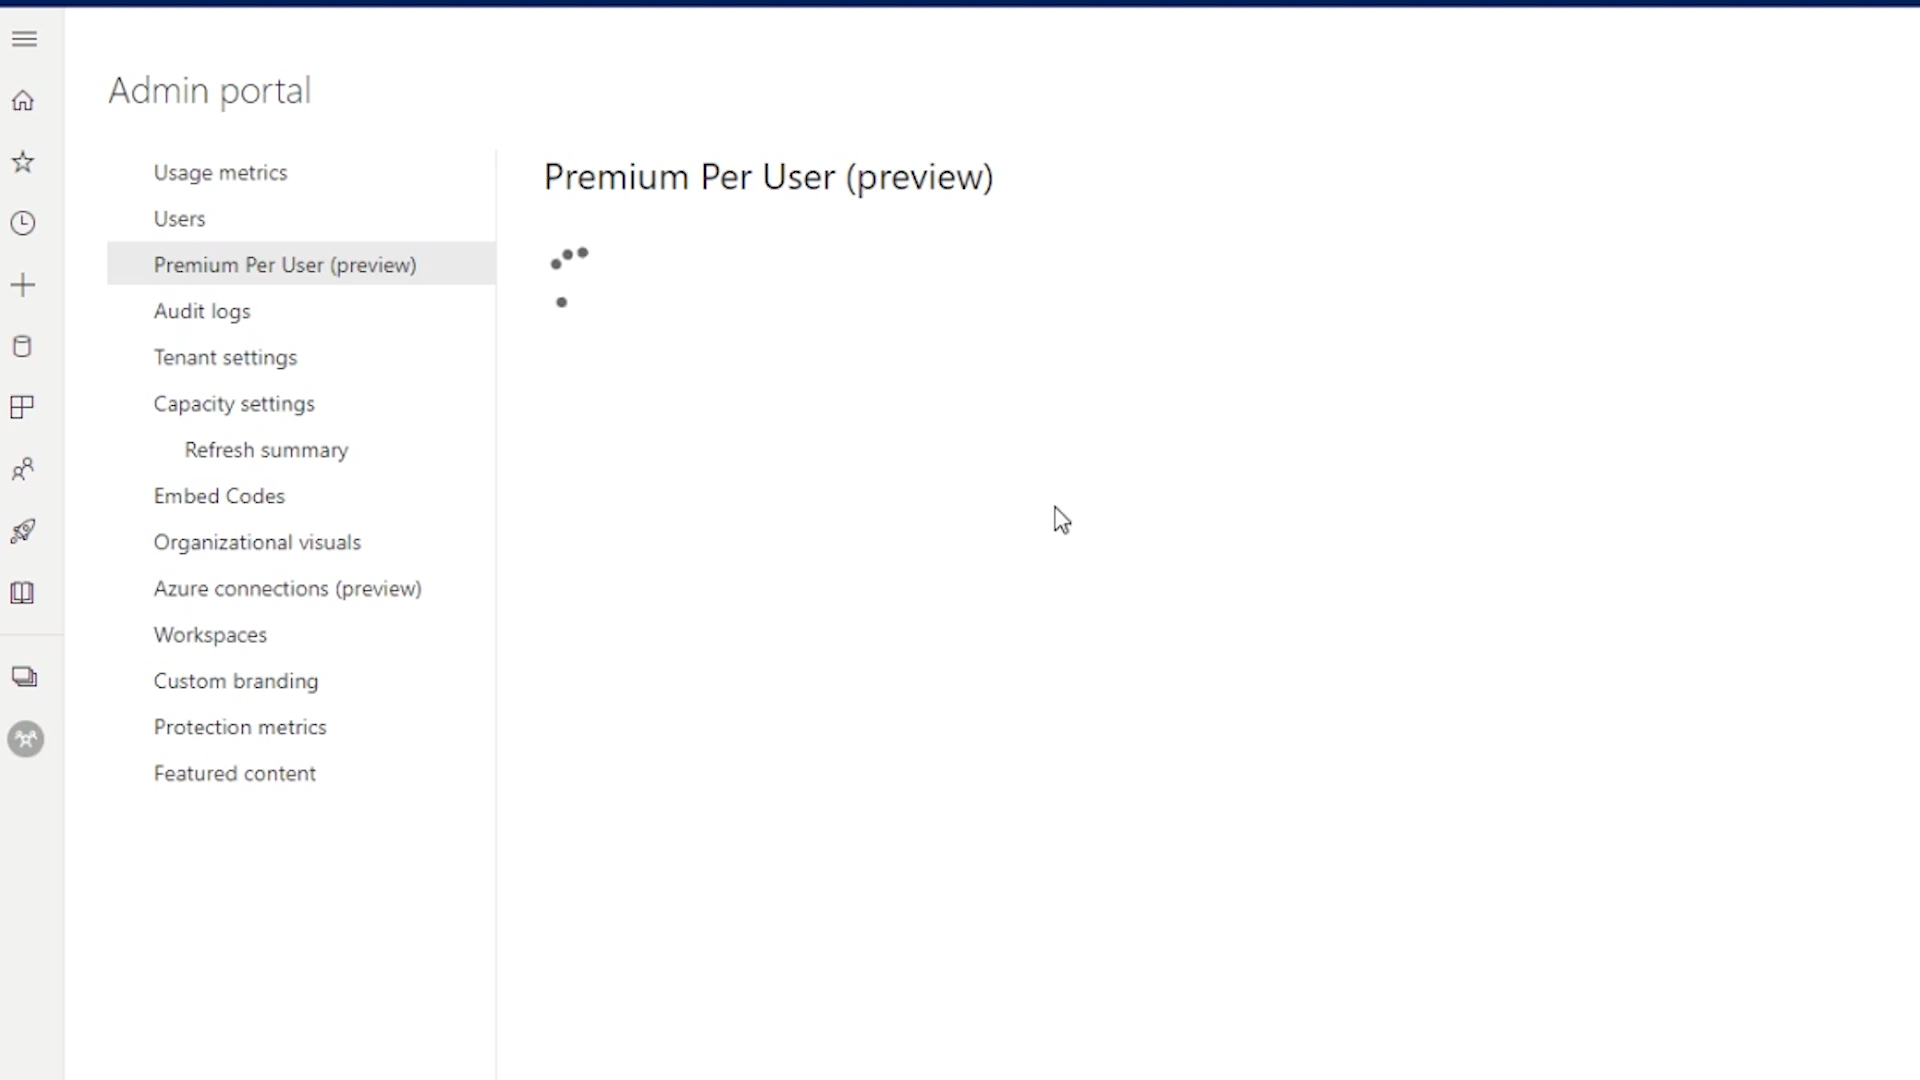 Admin portal
Usage metrics
Users
Premium Per User (preview)
Audit logs
Tenant settings
Capacity settings
Refresh summary
Embed Codes
Organizational visuals
Azure connections (preview)
Workspaces
Custom branding
Protection metrics
Featured content
Premium Per User (preview)